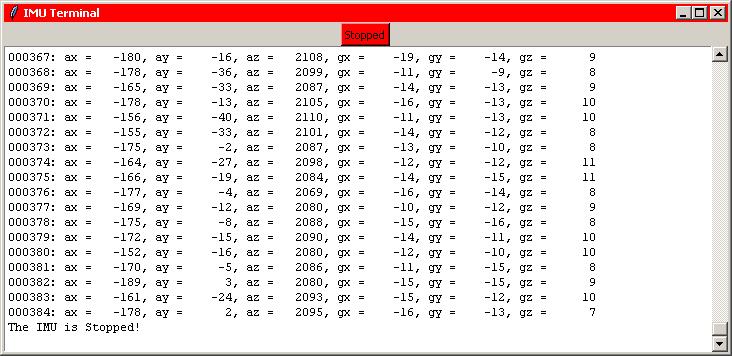 IMU Terminal
Stopped
000367: ax =   -180, ay =    -16, az =   2108, gx =    -19, gy =    -14, gz =      9
000368: ax =   -178, ay =    -36, az =   2099, gx =    -11, gy =     -9, gz =      8
000369: ax =   -165, ay =    -33, az =   2087, gx =    -14, gy =    -13, gz =      9
000370: ax =   -178, ay =    -13, az =   2105, gx =    -16, gy =    -13, gz =     10
000371: ax =   -156, ay =    -40, az =   2110, gx =    -11, gy =    -13, gz =     10
000372: ax =   -155, ay =    -33, az =   2101, gx =    -14, gy =    -12, gz =      8
000373: ax =   -175, ay =     -2, az =   2087, gx =    -13, gy =    -10, gz =      8
000374: ax =   -164, ay =    -27, az =   2098, gx =    -12, gy =    -12, gz =     11
000375: ax =   -166, ay =    -19, az =   2084, gx =    -14, gy =    -15, gz =     11
000376: ax =   -177, ay =     -4, az =   2069, gx =    -16, gy =    -14, gz =      8
000377: ax =   -169, ay =    -12, az =   2080, gx =    -10, gy =    -12, gz =      9
000378: ax =   -175, ay =     -8, az =   2088, gx =    -15, gy =    -16, gz =      8
000379: ax =   -172, ay =    -15, az =   2090, gx =    -14, gy =    -11, gz =     10
000380: ax =   -152, ay =    -16, az =   2080, gx =    -12, gy =    -10, gz =     10
000381: ax =   -170, ay =     -5, az =   2086, gx =    -11, gy =    -15, gz =      8
000382: ax =   -189, ay =      3, az =   2080, gx =    -15, gy =    -15, gz =      9
000383: ax =   -161, ay =    -24, az =   2093, gx =    -15, gy =    -12, gz =     10
000384: ax =   -178, ay =      2, az =   2095, gx =    -16, gy =    -13, gz =      7
The IMU is Stopped!